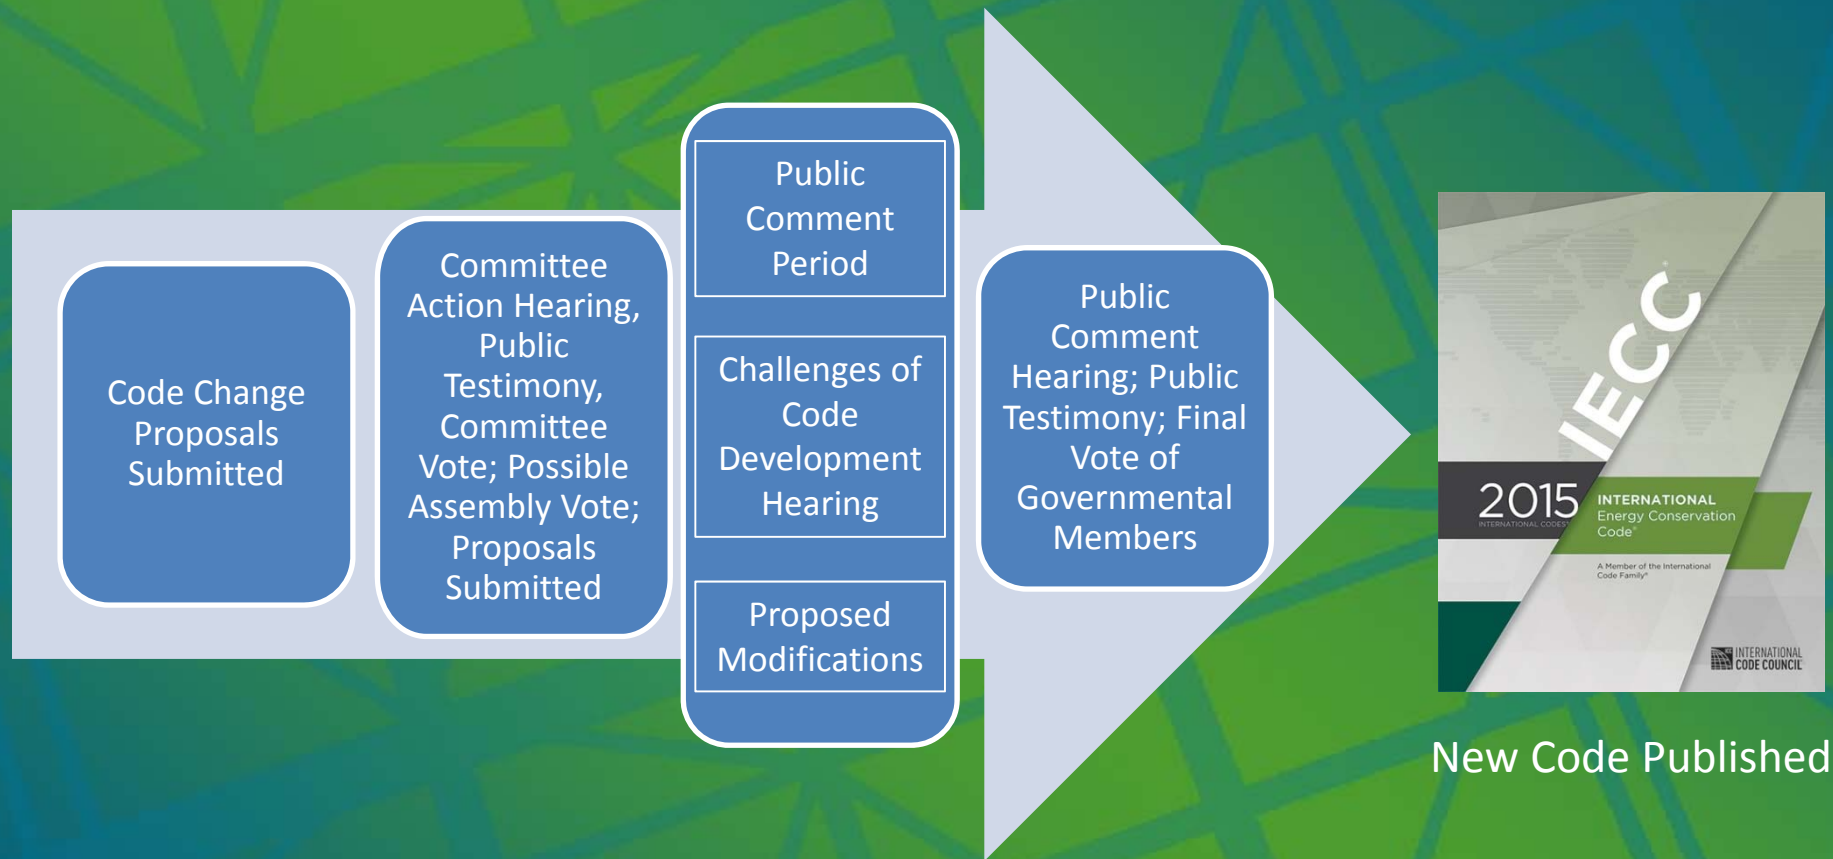 Code Change
Proposals
Submitted
Committee
Action Hearing,
Public
Testimony,
Committee
Vote; Possible
Assembly Vote;
Proposals
Submitted
Public
Comment
Period
Challenges of
Code
Development
Hearing
Proposed
Modifications
Public
Comment
Hearing; Public
Testimony; Final
Vote of
Governmental
Members
IECC
2015
INTERNATIONAL CODES®
INTERNATIONAL
Energy Conservation
Code®
A Member of the International
Code Family®
INTERNATIONAL
CODE COUNCIL
New Code Published